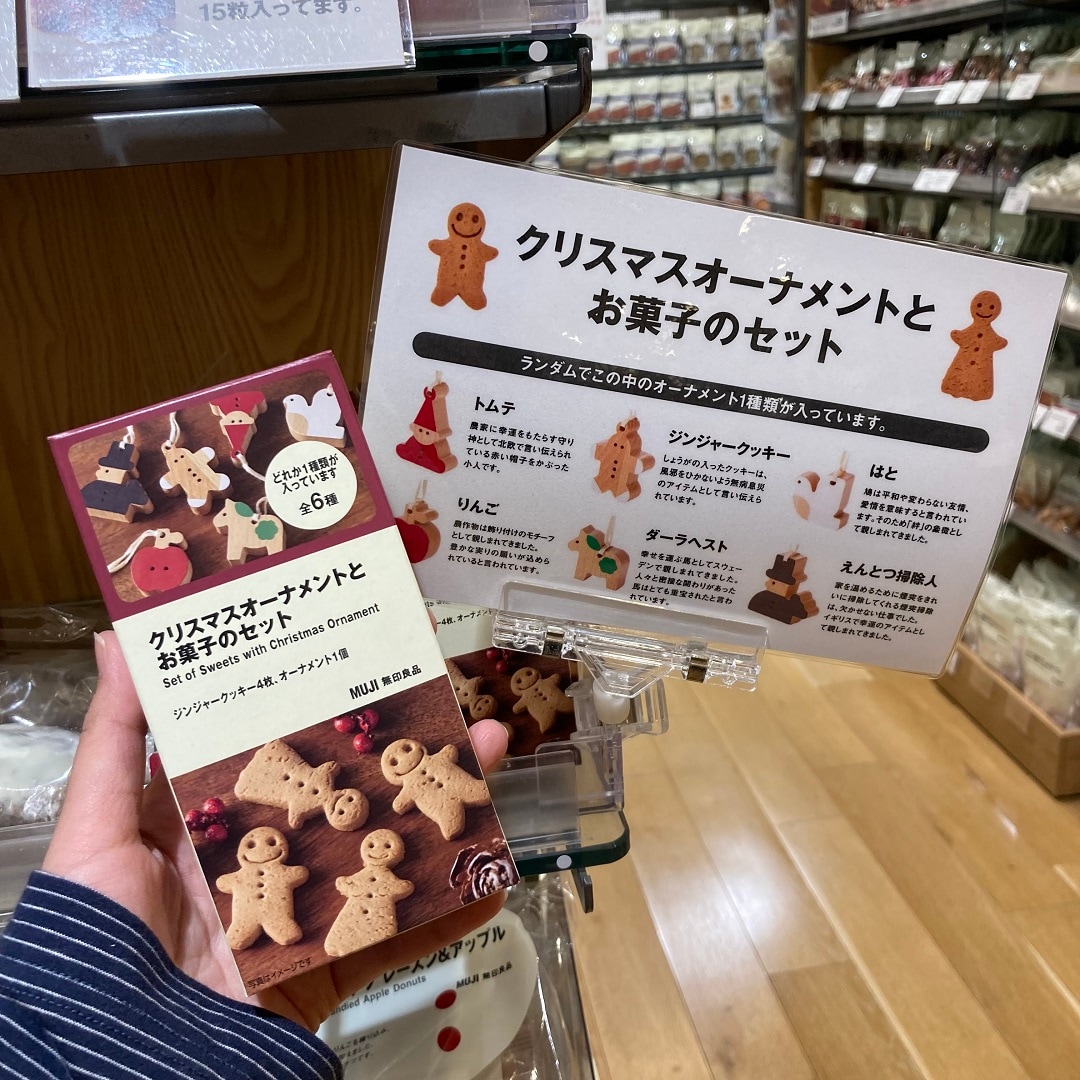 15粒入ってます。
クリスマスオーナメントと
お菓子のセット
ランダムでこの中のオーナメント1種類が入っています。
トムテ
農家に幸運をもたらす守り
神として北欧で言い伝えられ
ている赤い帽子をかぶった
小人です。
ジンジャークッキー
しょうがの入ったクッキーは、
風邪をひかないよう無病息災
のアイテムとして言い伝えら
れています。
はと
鳩は平和や変わらない友情、
愛情を意味すると言われてい
ます。そのため「絆」の象徴とし
て親しまれてきました。
りんご
農作物は飾り付けのモチーフ
として親しまれてきました。
豊かな実りの願いが込めら
れていると言われています。
ダーラヘスト
幸せを運ぶ馬としてスウェー
デンで親しまれてきました。
人々と密接な関わりがあった
馬はとても重宝されたと言わ
れています。
えんとつ掃除人
家を温めるために煙突をきれ
いに掃除してくれる煙突掃除
は、欠かせない仕事でした。
イギリスで幸運のアイテムとし
て親しまれてきました。
どれか1種類が
入っています
全6種
クリスマスオーナメントと
お菓子のセット
Set of Sweets with Christmas Ornament
ジンジャークッキー4枚、オーナメント1個
MUJI 無印良品
写真はイメージです
ー4枚、オーナメント1
レーズン&アップル
Apple Donuts
MUJI 無印良品